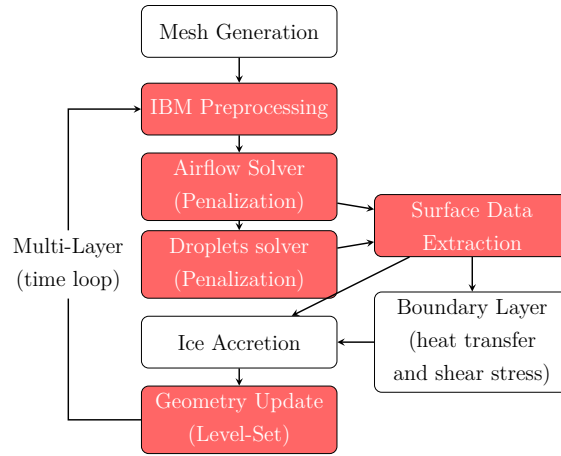 Mesh Generation
IBM Preprocessing
Airflow Solver
(Penalization)
Droplets solver
(Penalization)
Surface Data
Extraction
Multi-Layer
(time loop)
Boundary Layer
(heat transfer
and shear stress)
Ice Accretion
Geometry Update
(Level-Set)